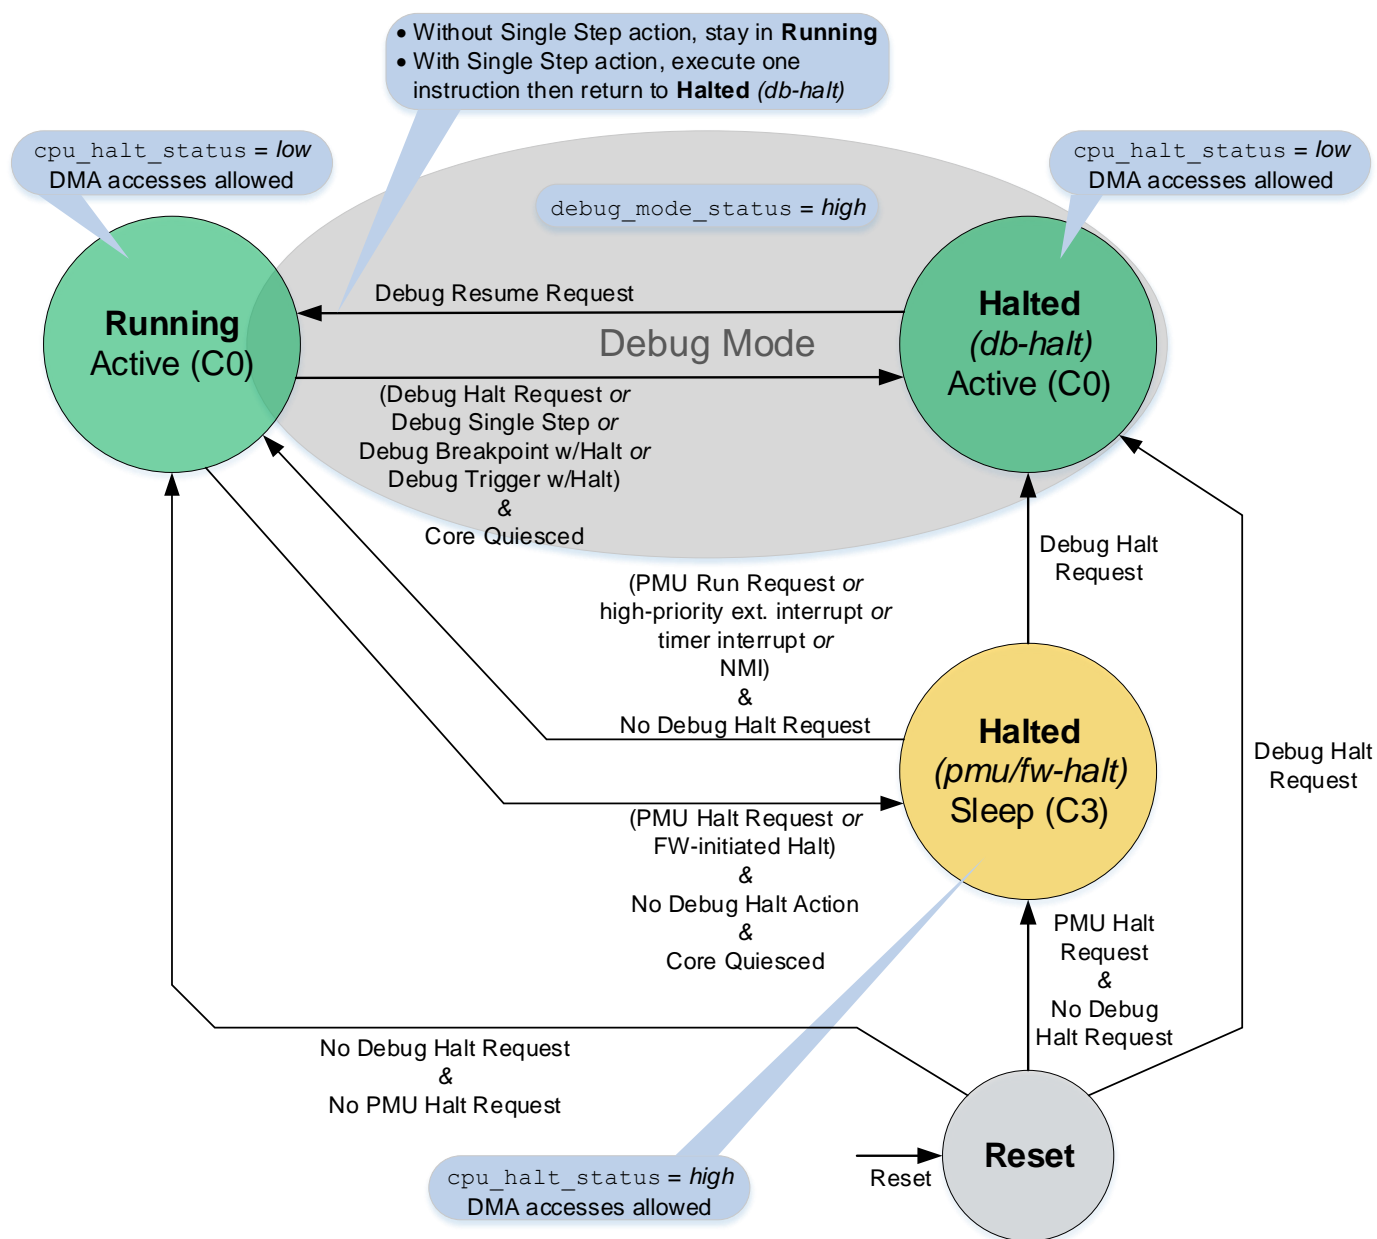 • Without Single Step action, stay in Running
• With Single Step action, execute one
instruction then return to Halted (db-halt)
cpu_halt_status = low
DMA accesses allowed
cpu_halt_status = low
DMA accesses allowed
debug_mode_status = high
Running
Active (C0)
Debug Resume Request
Debug Mode
Halted
(db-halt)
Active (C0)
(Debug Halt Request or
Debug Single Step or
Debug Breakpoint w/Halt or
Debug Trigger w/Halt)
&
Core Quiesced
Debug Halt
Request
(PMU Run Request or
high-priority ext. interrupt or
timer interrupt or
NMI)
&
No Debug Halt Request
Halted
(pmu/fw-halt)
Sleep (C3)
Debug Halt
Request
(PMU Halt Request or
FW-initiated Halt)
&
No Debug Halt Action
&
Core Quiesced
PMU Halt
Request
&
No Debug
Halt Request
No Debug Halt Request
&
No PMU Halt Request
Reset
Reset
cpu_halt_status = high
DMA accesses allowed